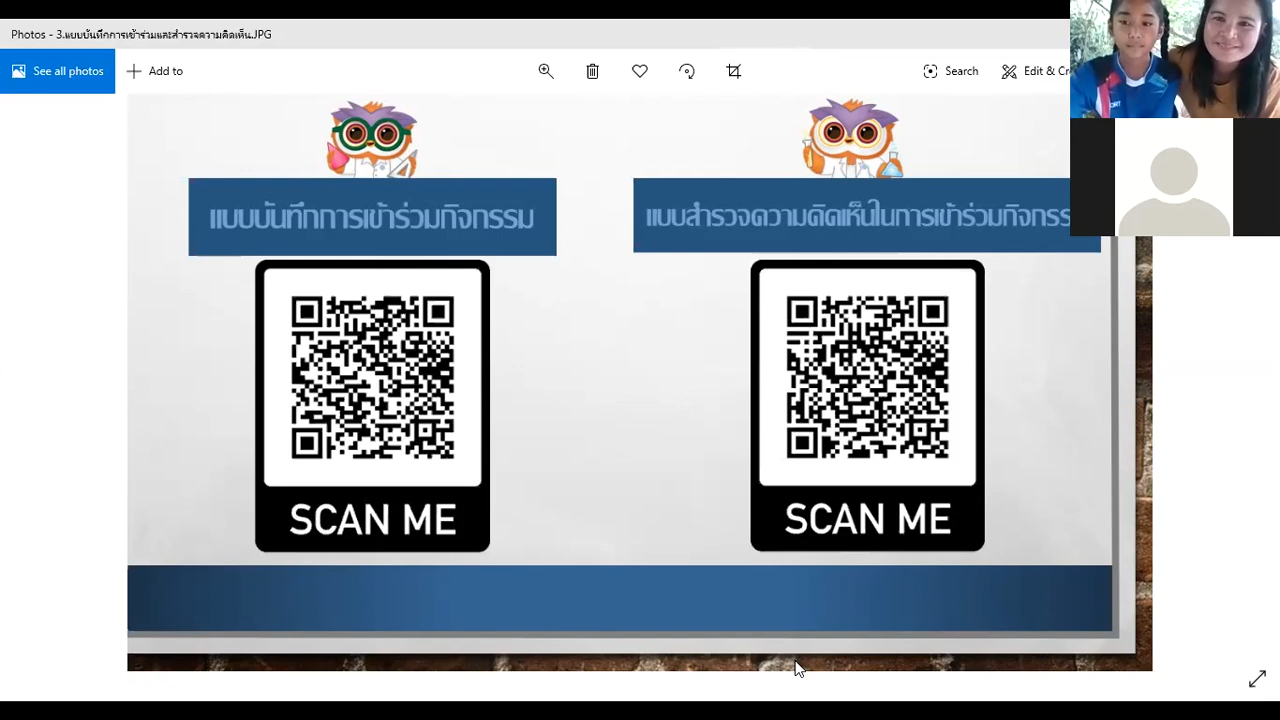 Photos - 3.แบบบันทึกการเข้าร่วมและสำรวจความคิดเห็น.JPG
See all photos
Add to
Search
Edit & Cr
แบบบันทึกการเข้าร่วมกิจกรรม
แบบสำรวจความคิดเห็นในการเข้าร่วมกิจกรร
SCAN ME
SCAN ME